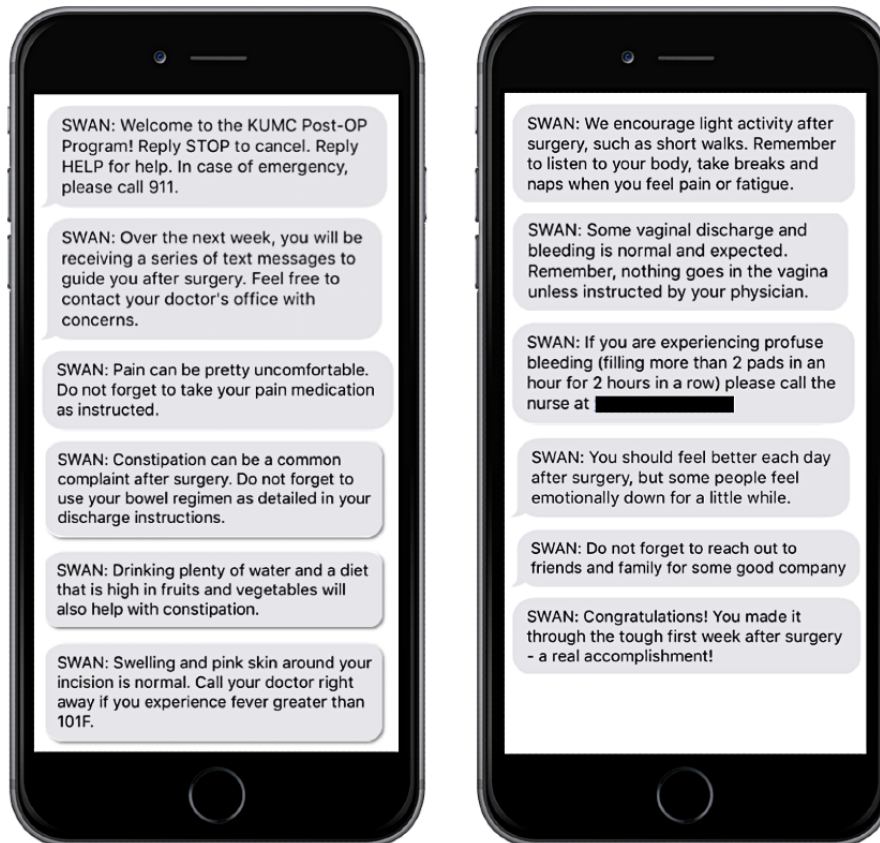 SWAN: Welcome to the KUMC Post-OP
Program! Reply STOP to cancel. Reply
HELP for help. In case of emergency,
please call 911.
SWAN: Over the next week, you will be
receiving a series of text messages to
guide you after surgery. Feel free to
contact your doctor's office with
concerns.
SWAN: Pain can be pretty uncomfortable.
Do not forget to take your pain medication
as instructed.
SWAN: Constipation can be a common
complaint after surgery. Do not forget to
use your bowel regimen as detailed in your
discharge instructions.
SWAN: Drinking plenty of water and a diet
that is high in fruits and vegetables will
also help with constipation.
SWAN: Swelling and pink skin around your
incision is normal. Call your doctor right
away if you experience fever greater than
101F.
SWAN: We encourage light activity after
surgery, such as short walks. Remember
to listen to your body, take breaks and
naps when you feel pain or fatigue.
SWAN: Some vaginal discharge and
bleeding is normal and expected.
Remember, nothing goes in the vagina
unless instructed by your physician.
SWAN: If you are experiencing profuse
bleeding (filling more than 2 pads in an
hour for 2 hours in a row) please call the
nurse at
SWAN: You should feel better each day
after surgery, but some people feel
emotionally down for a little while.
SWAN: Do not forget to reach out to
friends and family for some good company
SWAN: Congratulations! You made it
through the tough first week after surgery
- a real accomplishment!